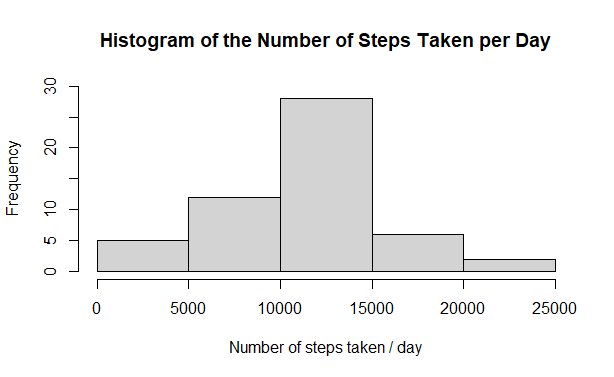 Histogram of the Number of Steps Taken per Day
Frequency
30
20
10
5
0
0 5000 10000 15000 20000 25000
Number of steps taken / day